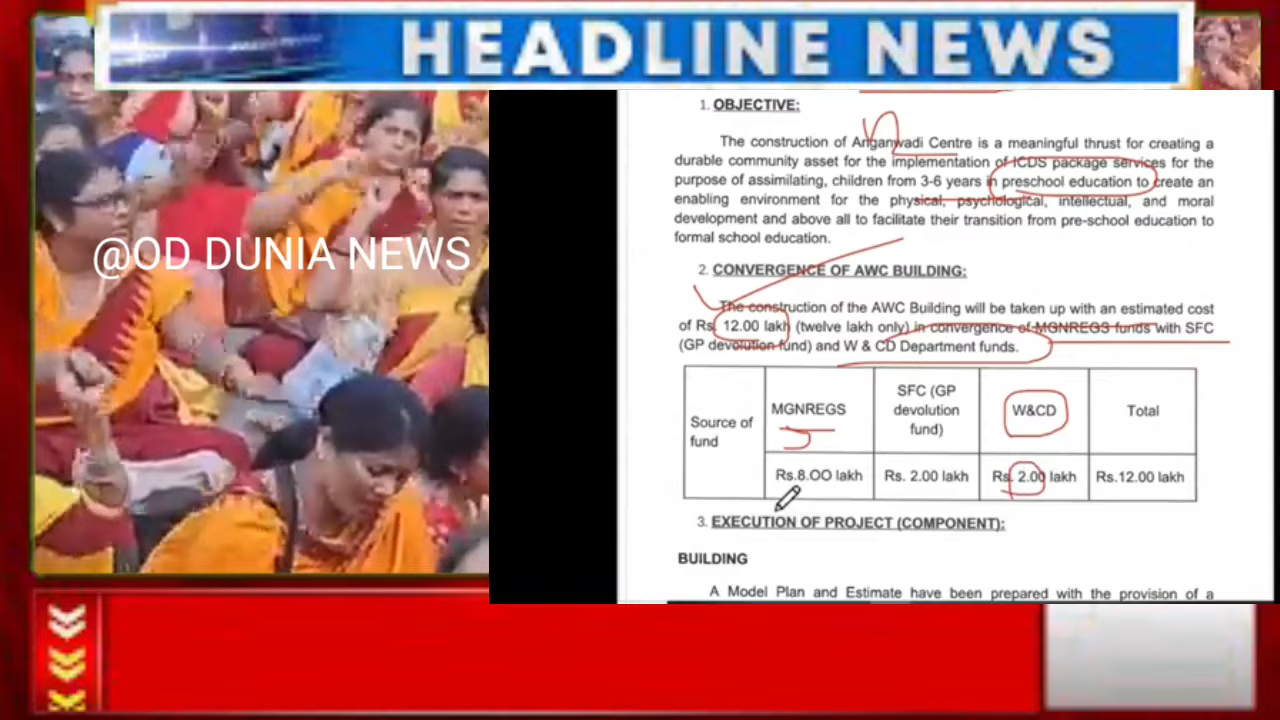 HEADLINE NEWS
@OD DUNIA NEWS
1. OBJECTIVE:
The construction of Anganwadi Centre is a meaningful thrust for creating a
durable community asset for the implementation of ICDS package services for the
purpose of assimilating, children from 3-6 years in preschool education to create an
enabling environment for the physical, psychological, intellectual, and moral
development and above all to facilitate their transition from pre-school education to
formal school education.
2. CONVERGENCE OF AWC BUILDING:
The construction of the AWC Building will be taken up with an estimated cost
of Rs. 12.00 lakh (twelve lakh only) in convergence of MGNREGS funds with SFC
(GP devolution fund) and W & CD Department funds.
Source of
fund
MGNREGS
SFC (GP
devolution
fund)
W&CD
Total
Rs.8.OO lakh
Rs. 2.00 lakh
Rs. 2.00 lakh
Rs.12.00 lakh
3. EXECUTION OF PROJECT (COMPONENT):
BUILDING
A Model Plan and Estimate have been prepared with the provision of a